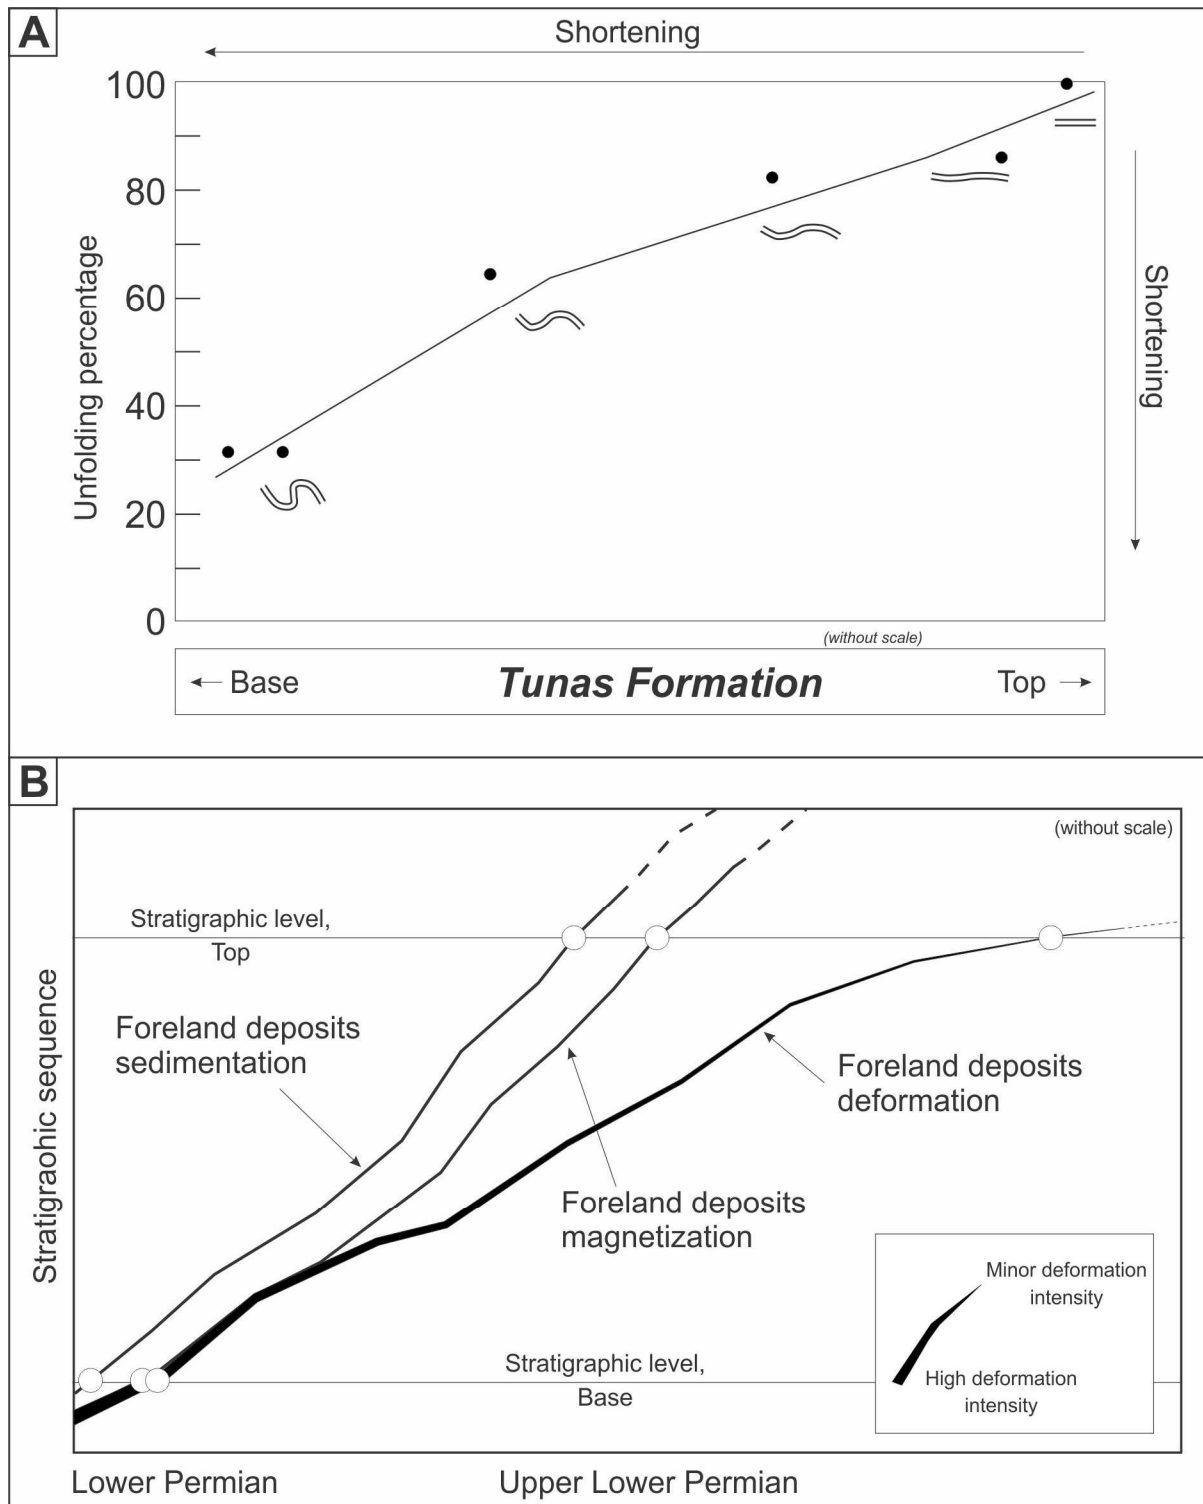 A
Shortening
100
80
60
40
20
0
Unfolding percentage
Shortening
(without scale)
Base
Tunas Formation
Top
B
(without scale)
Stratigraphic level,
Top
Foreland deposits
sedimentation
Foreland deposits
deformation
Foreland deposits
magnetization
Stratigraohic sequence
Minor deformation
intensity
High deformation
intensity
Stratigraphic level,
Base
Lower Permian
Upper Lower Permian